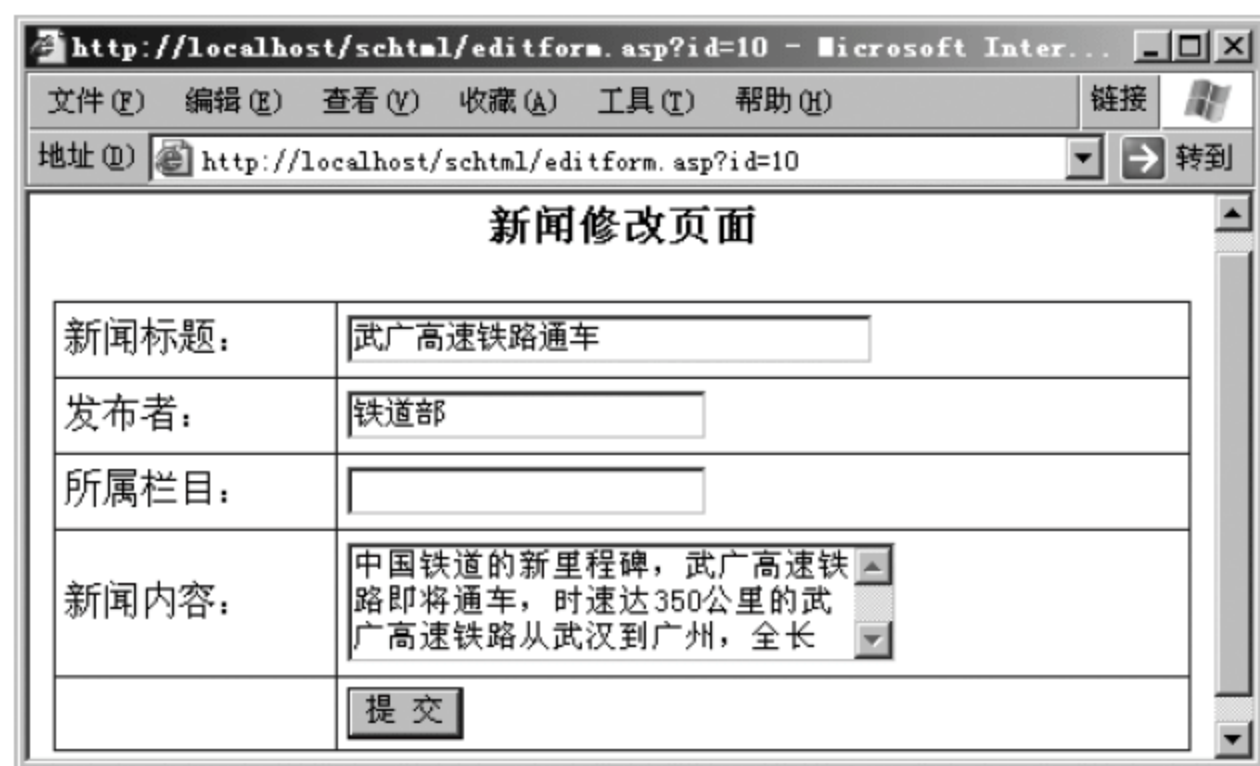 http://localhost/schtml/editform.asp?id=10 - Microsoft Inter...
文件(F) 编辑(E) 查看(V) 收藏(A) 工具(T) 帮助(H) 链接
地址(D) http://localhost/schtml/editform.asp?id=10 转到
新闻修改页面
新闻标题： 武广高速铁路通车
发布者： 铁道部
所属栏目：
新闻内容： 中国铁道的新里程碑，武广高速铁
路即将通车，时速达350公里的武
广高速铁路从武汉到广州，全长
提 交